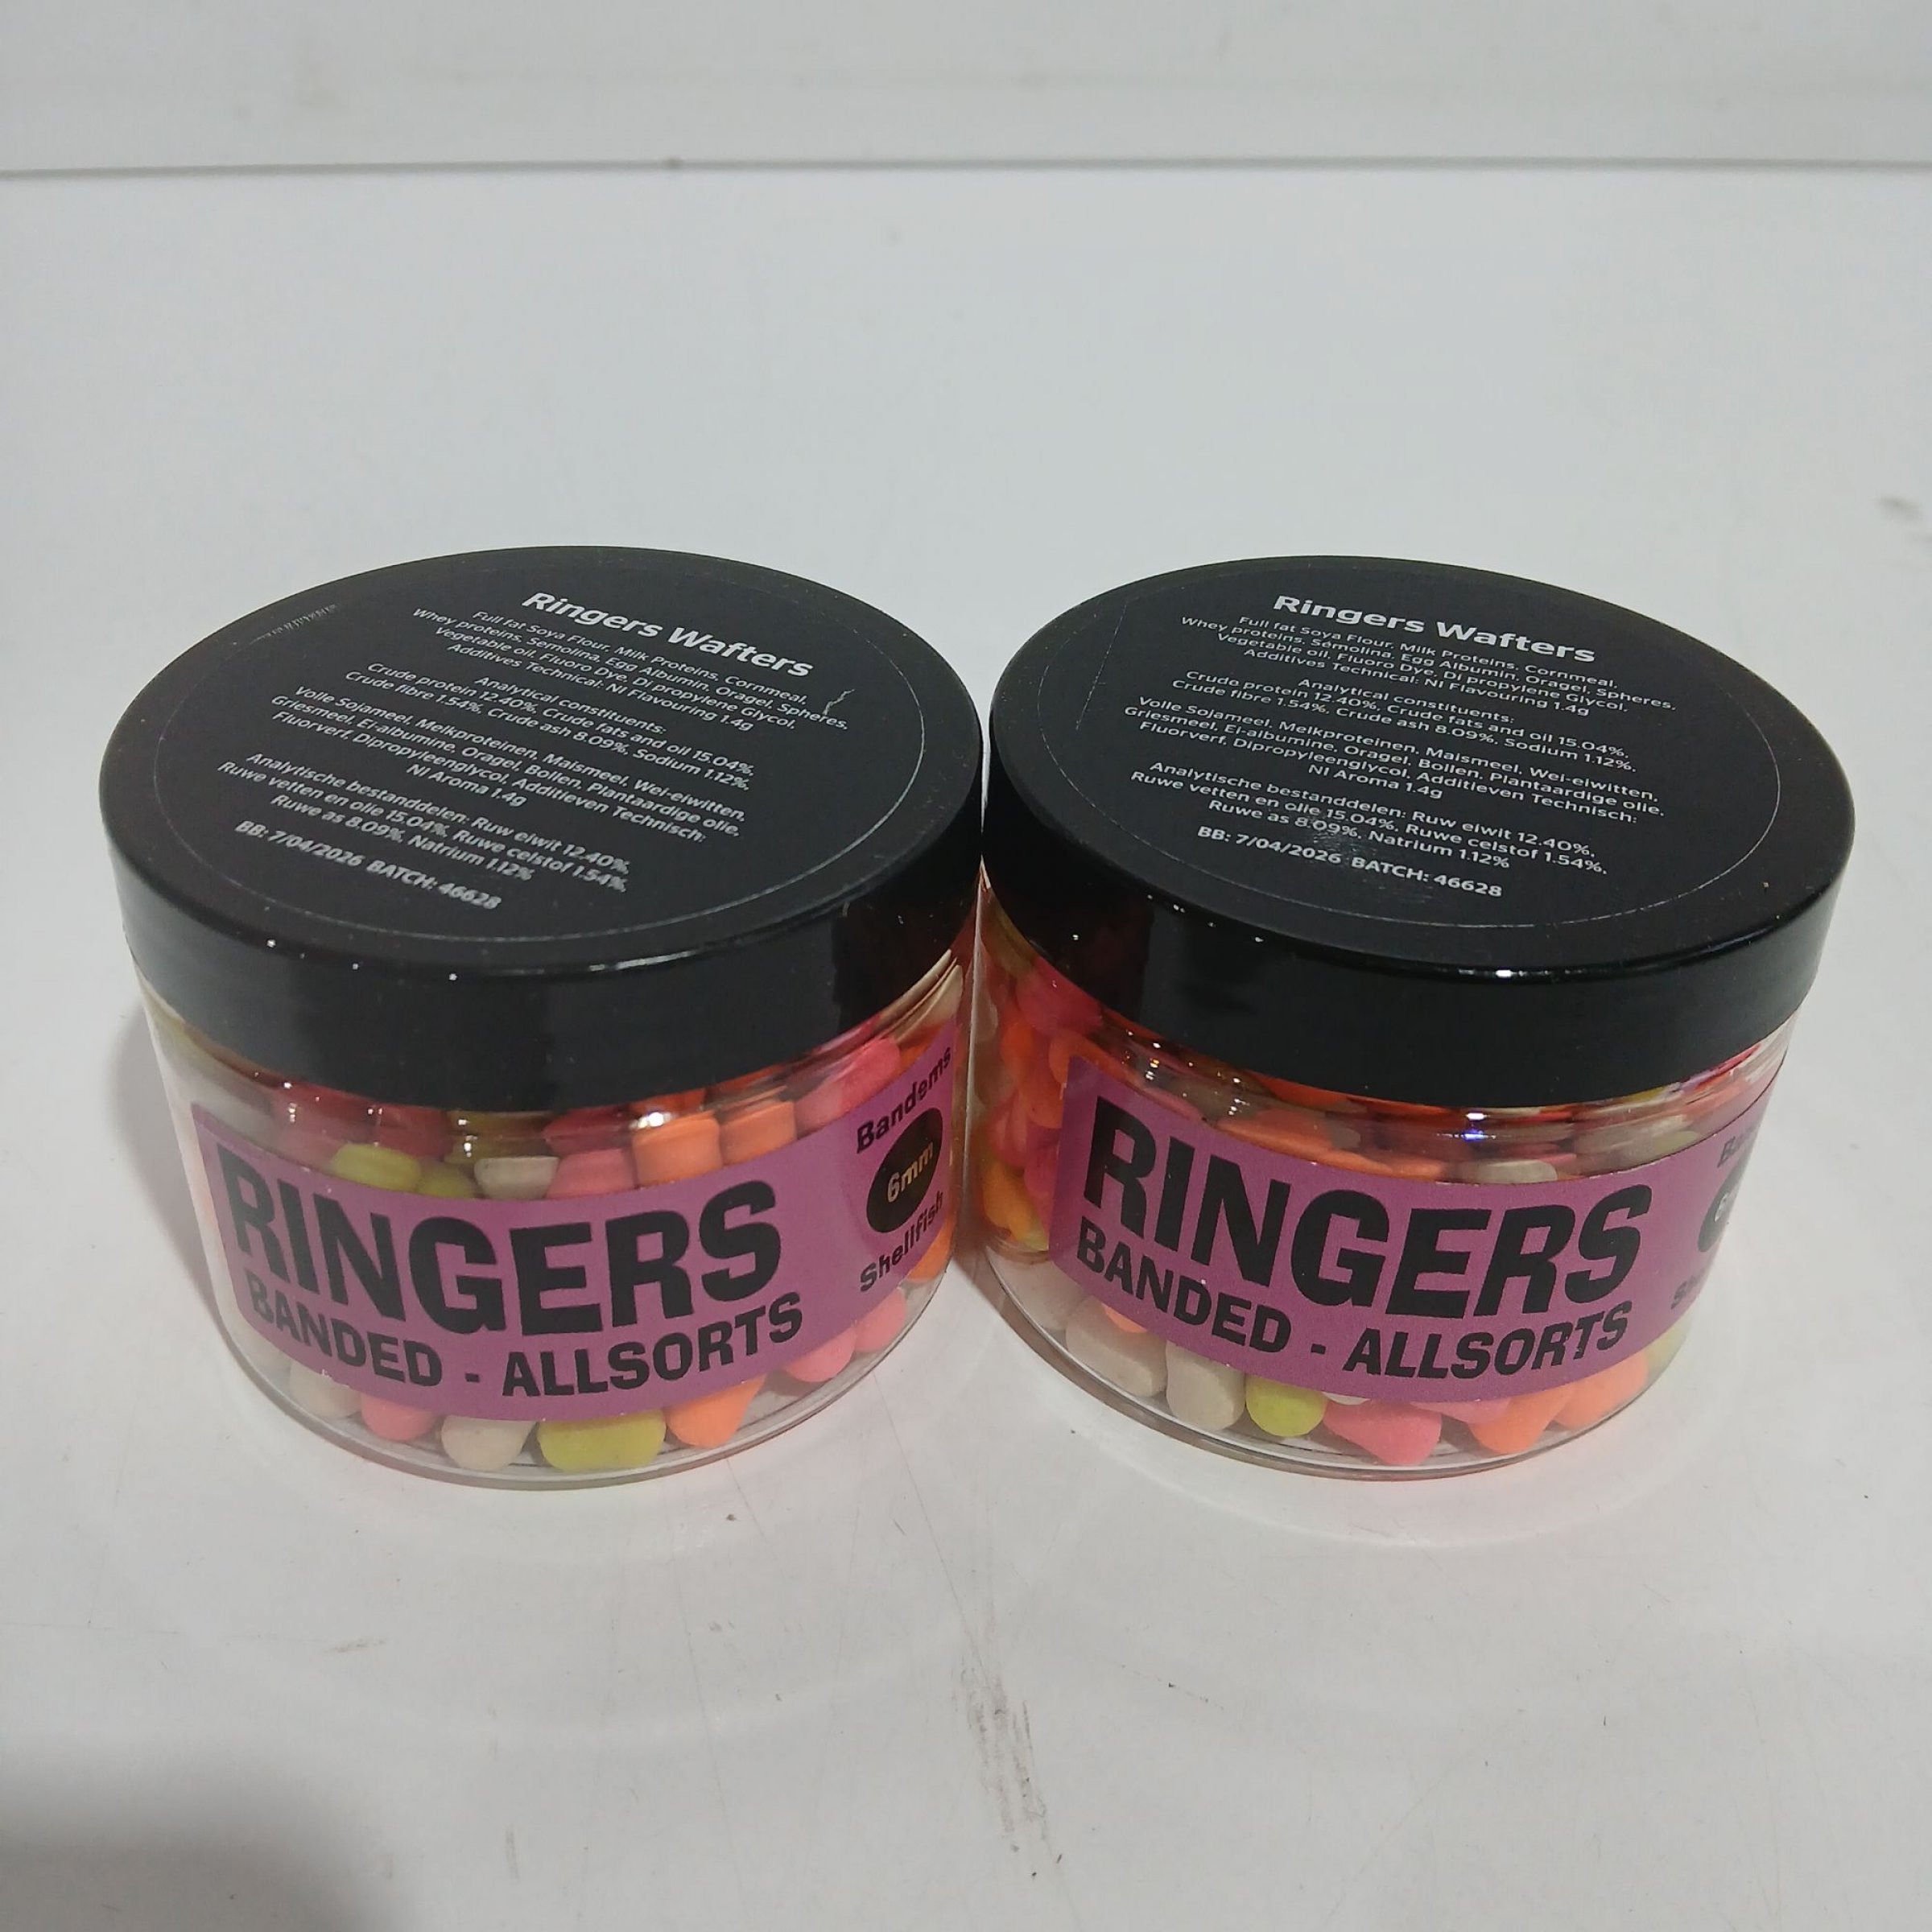 Ringers Wafters
Full fat Soya Flour, Milk Proteins, Cornmeal,
Whey proteins, Semolina, Egg Albumin, Oragel, Spheres,
Vegetable oil, Fluoro Dye, Di propylene Glycol,
Additives Technical: NI Flavouring 1.4g
Analytical constituents:
Crude protein 12.40%, Crude fats and oil 15.04%,
Crude fibre 1.54%, Crude ash 8.09%, Sodium 1.12%,
Volle Sojameel, Melkproteinen, Maismeel, Wei-eiwitten,
Griesmeel, Ei-albumine, Oragel, Bollen, Plantaardige olie,
Fluorverf, Dipropyleenglycol, Additieven Technisch:
NI Aroma 1.4g
Analytische bestanddelen: Ruw eiwit 12.40%,
Ruwe vetten en olie 15.04%, Ruwe celstof 1.54%,
Ruwe as 8.09%, Natrium 1.12%
BB: 7/04/2026 BATCH: 46628
RINGERS
BANDED - ALLSORTS
Bandems
6mm
Shellfish
Ringers Wafters
Full fat Soya Flour, Milk Proteins, Cornmeal,
Whey proteins, Semolina, Egg Albumin, Oragel, Spheres,
Vegetable oil, Fluoro Dye, Di propylene Glycol,
Additives Technical: NI Flavouring 1.4g
Analytical constituents:
Crude protein 12.40%, Crude fats and oil 15.04%,
Crude fibre 1.54%, Crude ash 8.09%, Sodium 1.12%,
Volle Sojameel, Melkproteinen, Maismeel, Wei-eiwitten,
Griesmeel, Ei-albumine, Oragel, Bollen, Plantaardige olie,
Fluorverf, Dipropyleenglycol, Additieven Technisch:
NI Aroma 1.4g
Analytische bestanddelen: Ruw eiwit 12.40%,
Ruwe vetten en olie 15.04%, Ruwe celstof 1.54%,
Ruwe as 8.09%, Natrium 1.12%
BB: 7/04/2026 BATCH: 46628
RINGERS
BANDED - ALLSORTS